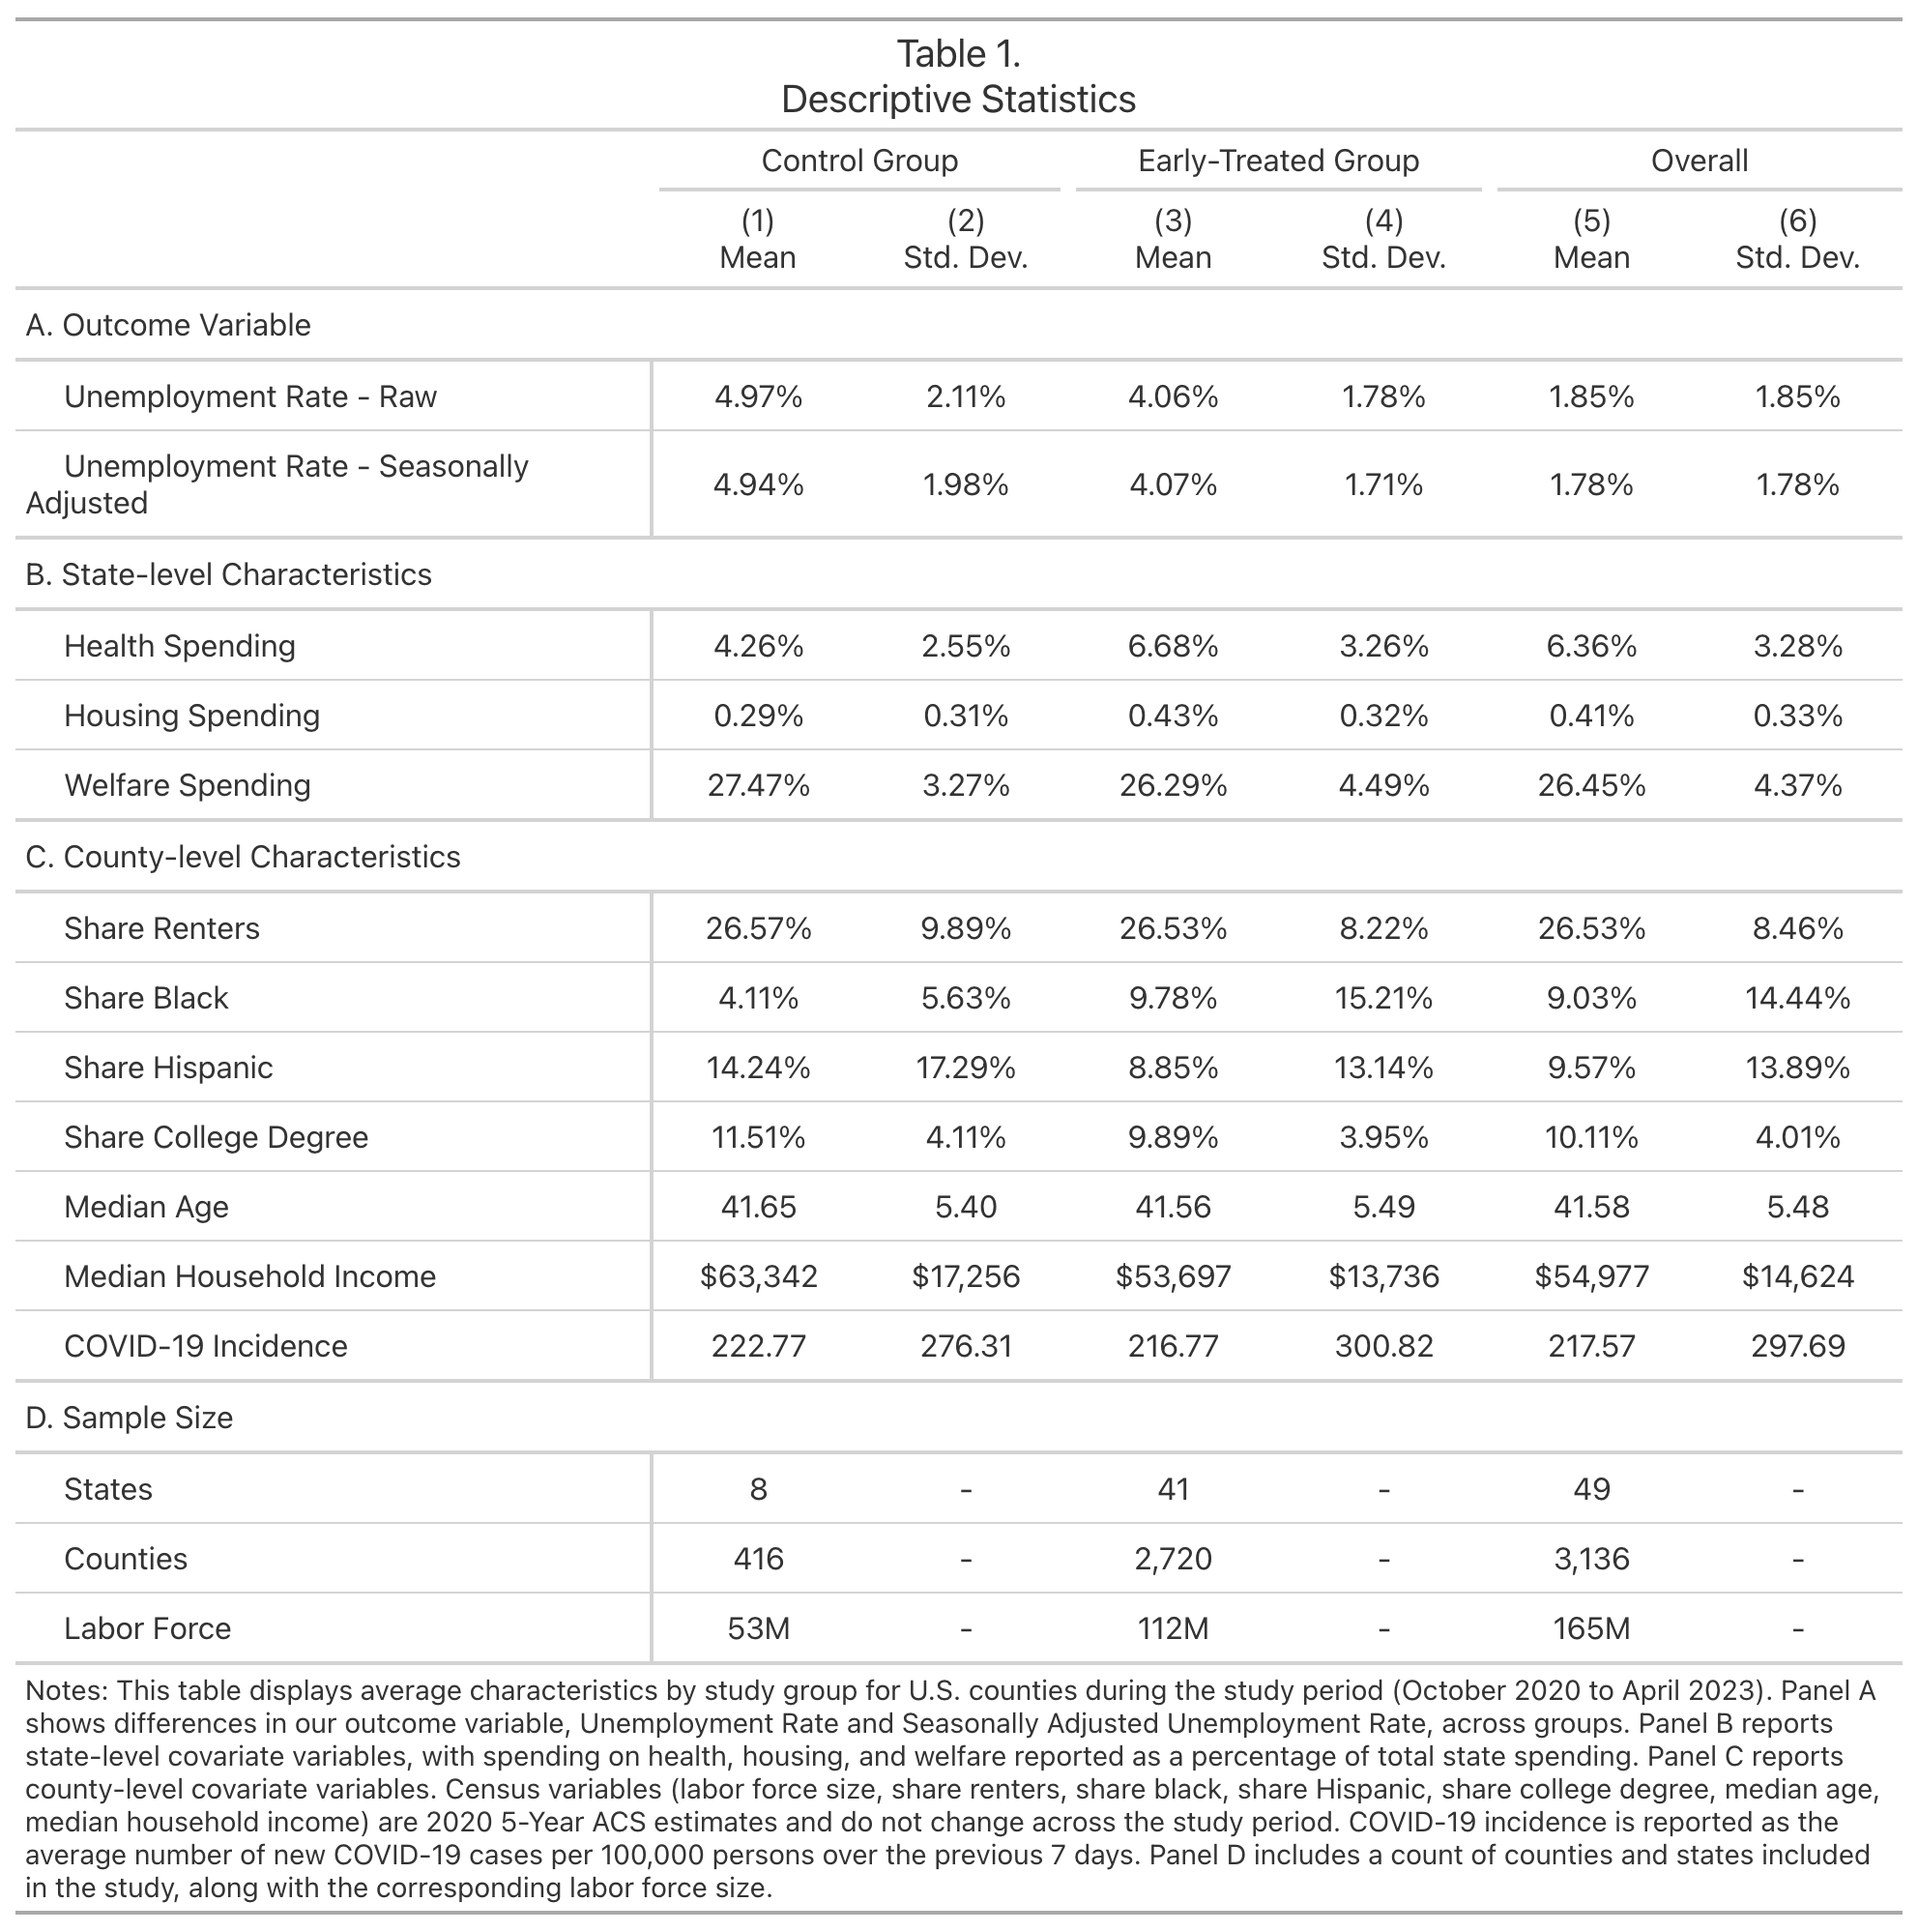 Table 1.
Descriptive Statistics
Control Group Early-Treated Group Overall
(1) (2) (3) (4) (5) (6)
Mean Std. Dev. Mean Std. Dev. Mean Std. Dev.
A. Outcome Variable
Unemployment Rate - Raw 4.97% 2.11% 4.06% 1.78% 1.85% 1.85%
Unemployment Rate - Seasonally
Adjusted 4.94% 1.98% 4.07% 1.71% 1.78% 1.78%
B. State-level Characteristics
Health Spending 4.26% 2.55% 6.68% 3.26% 6.36% 3.28%
Housing Spending 0.29% 0.31% 0.43% 0.32% 0.41% 0.33%
Welfare Spending 27.47% 3.27% 26.29% 4.49% 26.45% 4.37%
C. County-level Characteristics
Share Renters 26.57% 9.89% 26.53% 8.22% 26.53% 8.46%
Share Black 4.11% 5.63% 9.78% 15.21% 9.03% 14.44%
Share Hispanic 14.24% 17.29% 8.85% 13.14% 9.57% 13.89%
Share College Degree 11.51% 4.11% 9.89% 3.95% 10.11% 4.01%
Median Age 41.65 5.40 41.56 5.49 41.58 5.48
Median Household Income $63,342 $17,256 $53,697 $13,736 $54,977 $14,624
COVID-19 Incidence 222.77 276.31 216.77 300.82 217.57 297.69
D. Sample Size
States 8 - 41 - 49 -
Counties 416 - 2,720 - 3,136 -
Labor Force 53M - 112M - 165M -
Notes: This table displays average characteristics by study group for U.S. counties during the study period (October 2020 to April 2023). Panel A
shows differences in our outcome variable, Unemployment Rate and Seasonally Adjusted Unemployment Rate, across groups. Panel B reports
state-level covariate variables, with spending on health, housing, and welfare reported as a percentage of total state spending. Panel C reports
county-level covariate variables. Census variables (labor force size, share renters, share black, share Hispanic, share college degree, median age,
median household income) are 2020 5-Year ACS estimates and do not change across the study period. COVID-19 incidence is reported as the
average number of new COVID-19 cases per 100,000 persons over the previous 7 days. Panel D includes a count of counties and states included
in the study, along with the corresponding labor force size.